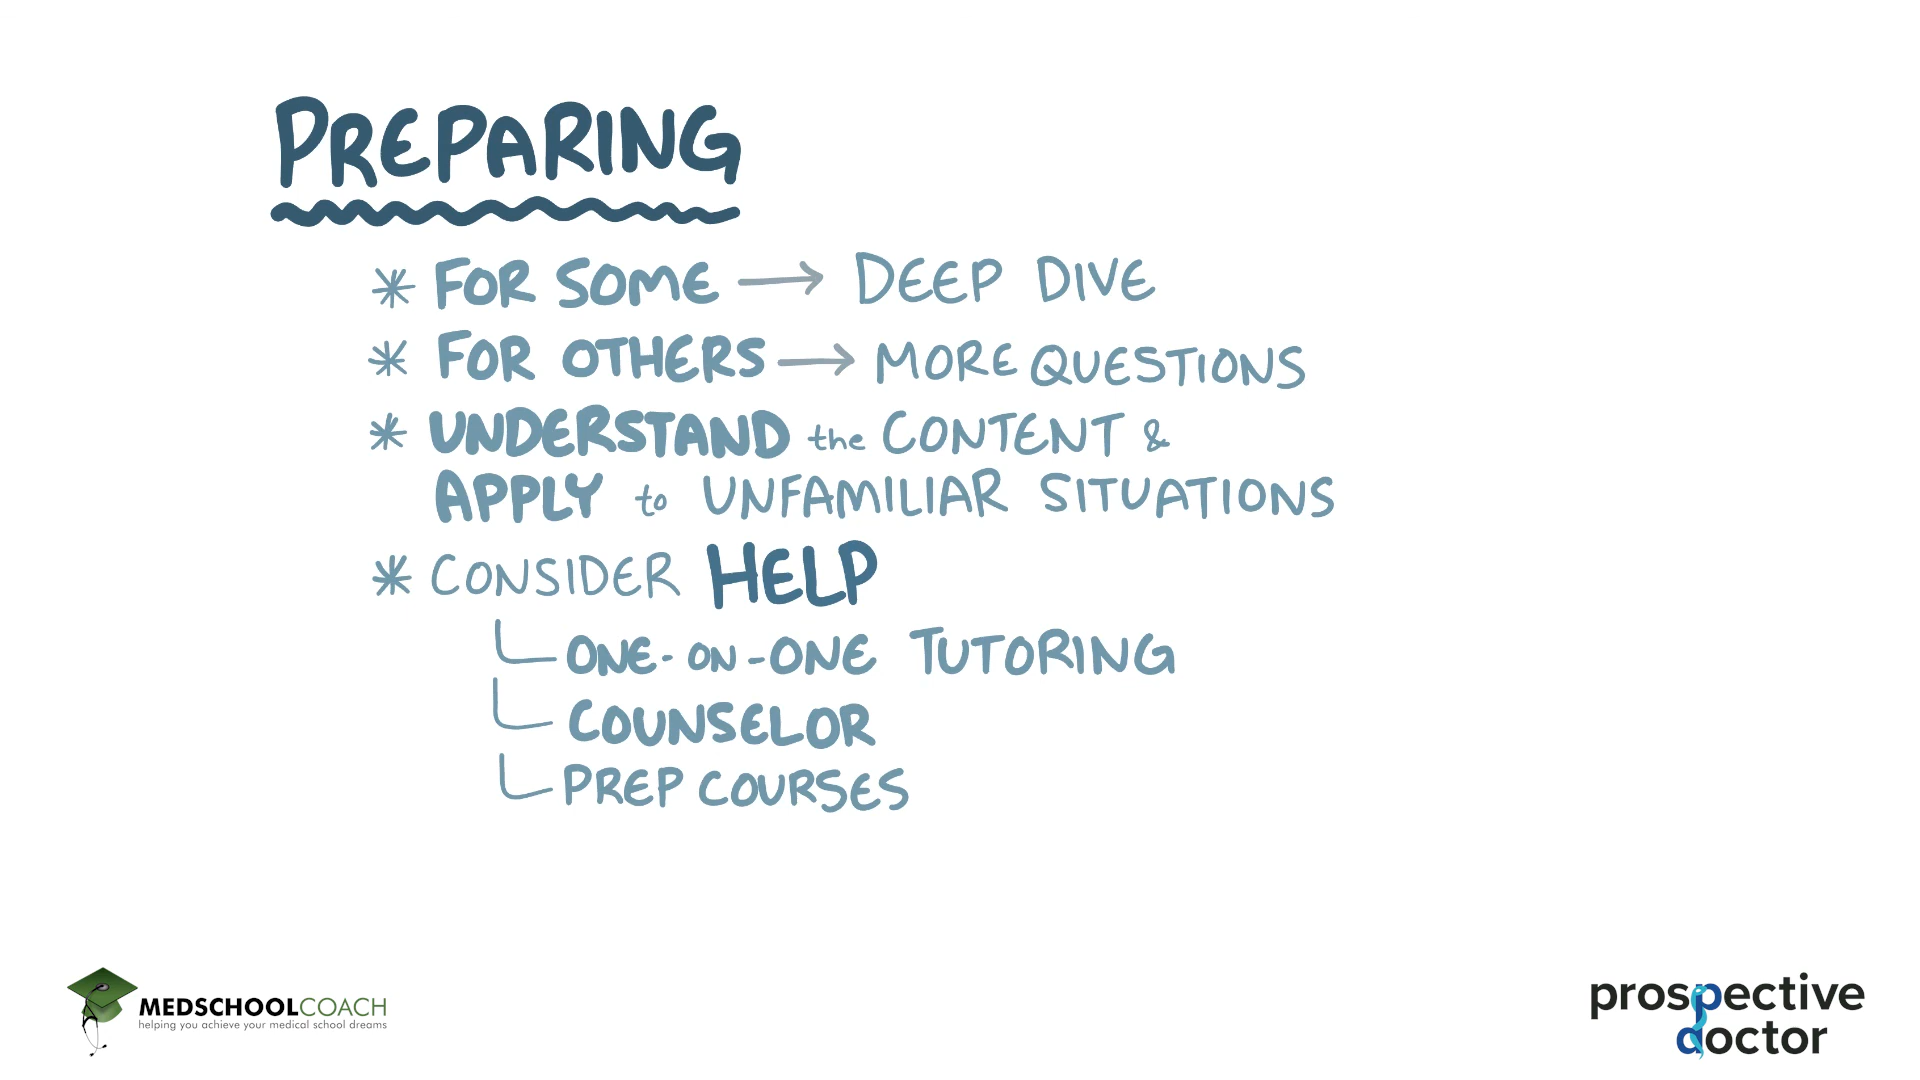 PREPARING
* FOR SOME → DEEP DIVE
* FOR OTHERS → MORE QUESTIONS
* UNDERSTAND the CONTENT &
APPLY to UNFAMILIAR SITUATIONS
* CONSIDER HELP
ONE-ON-ONE TUTORING
COUNSELOR
PREP COURSES
MEDSCHOOLCOACH
helping you achieve your medical school dreams
prospective
doctor